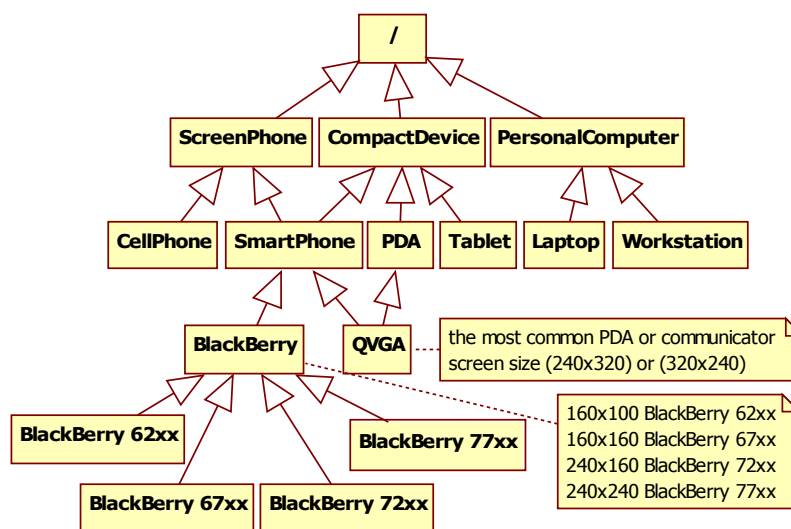 /
ScreenPhone
CompactDevice
PersonalComputer
CellPhone
SmartPhone
PDA
Tablet
Laptop
Workstation
BlackBerry
QVGA
the most common PDA or communicator
screen size (240x320) or (320x240)
BlackBerry 62xx
BlackBerry 77xx
160x100 BlackBerry 62xx
160x160 BlackBerry 67xx
240x160 BlackBerry 72xx
240x240 BlackBerry 77xx
BlackBerry 67xx
BlackBerry 72xx